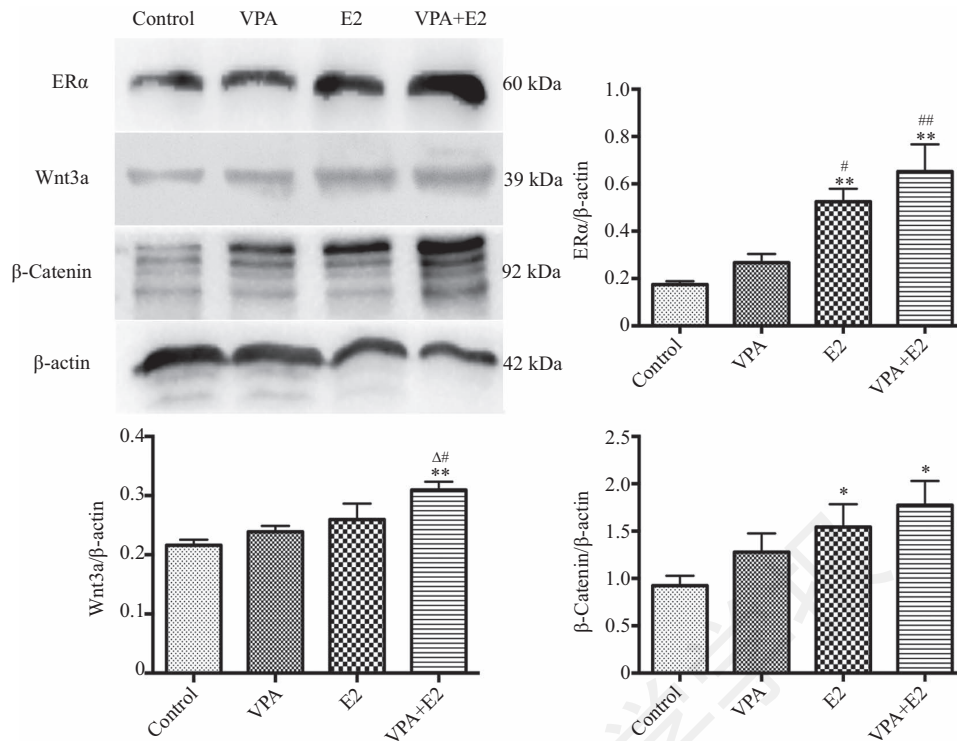 Control VPA E2 VPA+E2
ERα 60 kDa
Wnt3a 39 kDa
β-Catenin 92 kDa
β-actin 42 kDa
ERα/β-actin
1.0
0.8
0.6
0.4
0.2
0
#
**
##
**
Control VPA E2 VPA+E2
Wnt3a/β-actin
0.4
0.3
0.2
0.1
0
Δ#
**
Control VPA E2 VPA+E2
β-Catenin/β-actin
2.5
2.0
1.5
1.0
0.5
0
*
*
Control VPA E2 VPA+E2